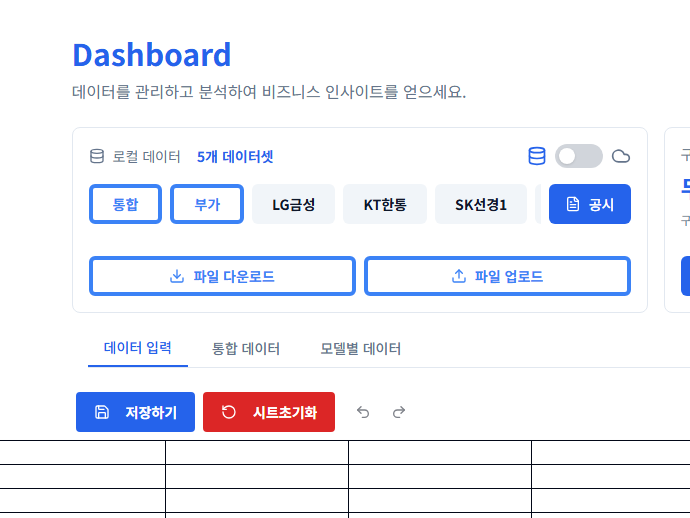 Dashboard
데이터를 관리하고 분석하여 비즈니스 인사이트를 얻으세요.
로컬 데이터 5개 데이터셋
통합 부가 LG금성 KT한통 SK선경1 공시
파일 다운로드 파일 업로드
데이터 입력 통합 데이터 모델별 데이터
저장하기 시트초기화